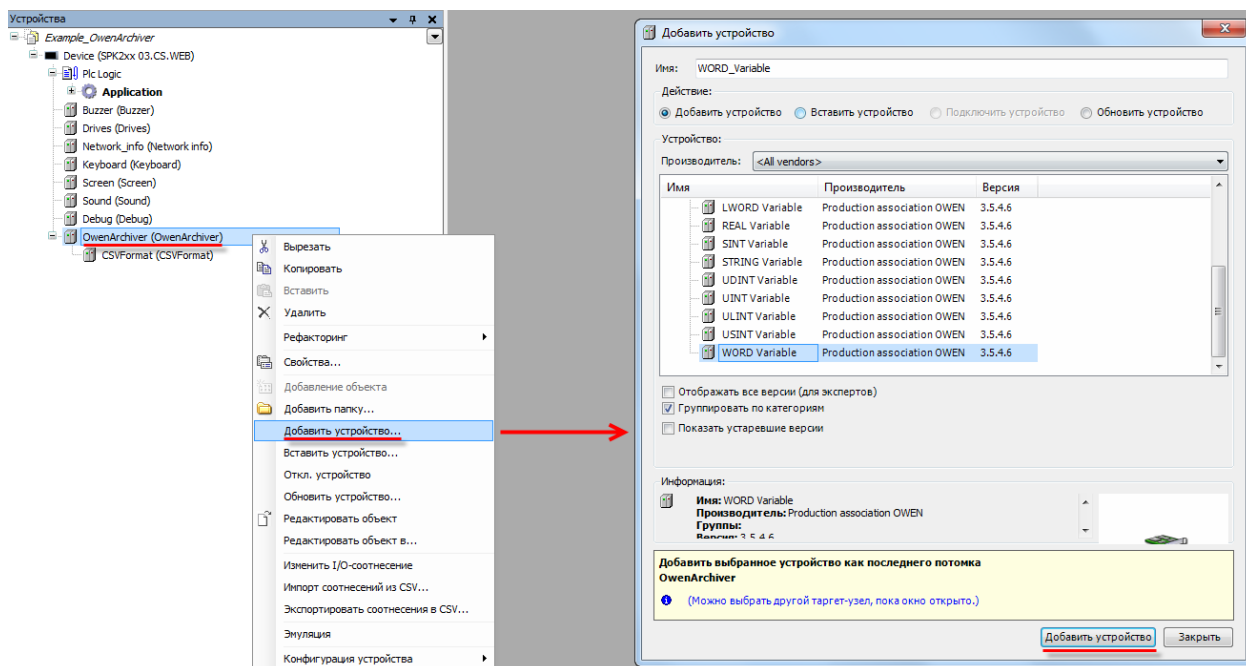 Устройства
Example_OwenArchiver
Device (SPK2xx 03.CS.WEB)
Plc Logic
Application
Buzzer (Buzzer)
Drives (Drives)
Network_info (Network info)
Keyboard (Keyboard)
Screen (Screen)
Sound (Sound)
Debug (Debug)
OwenArchiver (OwenArchiver)
CSVFormat (CSVFormat)
Вырезать
Копировать
Вставить
Удалить
Рефакторинг
Свойства...
Добавление объекта
Добавить папку...
Добавить устройство...
Вставить устройство...
Откл. устройство
Обновить устройство...
Редактировать объект
Редактировать объект в...
Изменить I/O-соотнесение
Импорт соотнесений из CSV...
Экспортировать соотнесения в CSV...
Эмуляция
Конфигурация устройства
Добавить устройство
Имя: WORD_Variable
Действие:
Добавить устройство Вставить устройство Подключить устройство Обновить устройство
Устройство:
Производитель: <All vendors>
Имя Производитель Версия
LWORD Variable Production association OWEN 3.5.4.6
REAL Variable Production association OWEN 3.5.4.6
SINT Variable Production association OWEN 3.5.4.6
STRING Variable Production association OWEN 3.5.4.6
UDINT Variable Production association OWEN 3.5.4.6
UINT Variable Production association OWEN 3.5.4.6
ULINT Variable Production association OWEN 3.5.4.6
USINT Variable Production association OWEN 3.5.4.6
WORD Variable Production association OWEN 3.5.4.6
Отображать все версии (для экспертов)
Группировать по категориям
Показать устаревшие версии
Информация:
Имя: WORD Variable
Производитель: Production association OWEN
Группы:
Версия: 3.5.4.6
Добавить выбранное устройство как последнего потомка
OwenArchiver
(Можно выбрать другой таргет-узел, пока окно открыто.)
Добавить устройство Закрыть